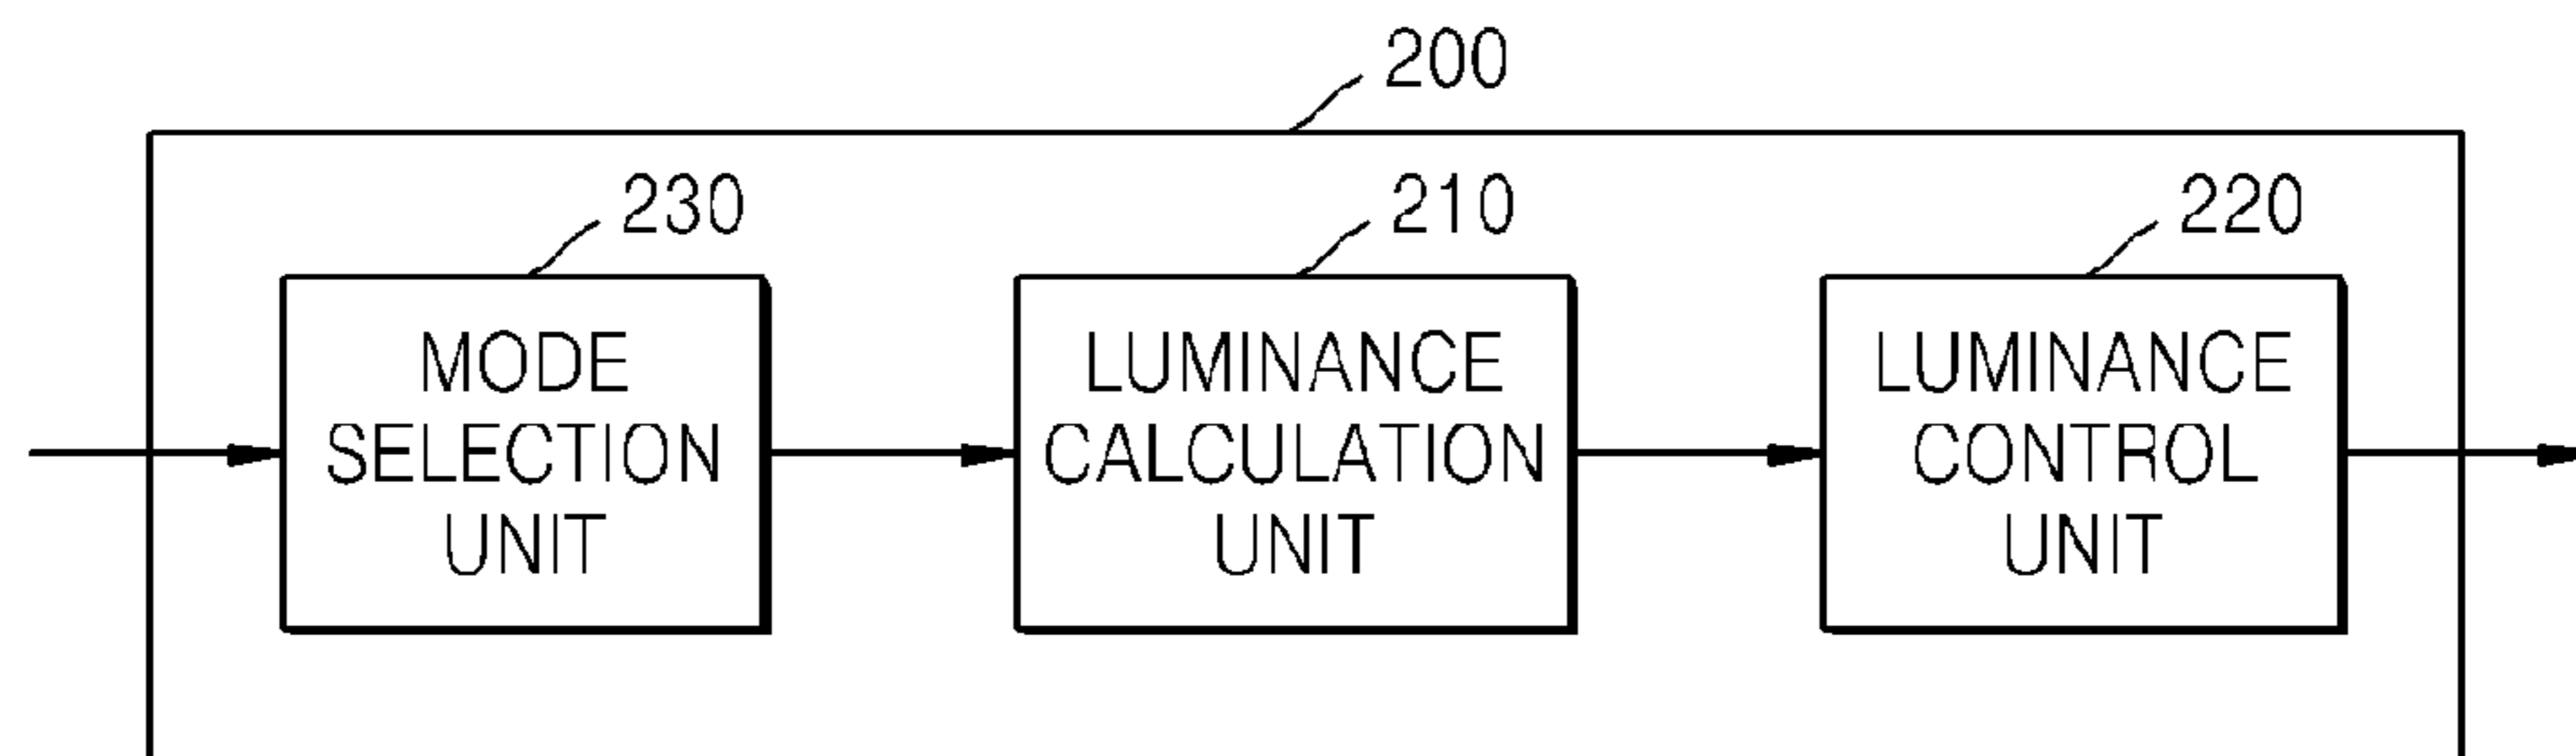 200
230
210
220
MODE
SELECTION
UNIT
LUMINANCE
CALCULATION
UNIT
LUMINANCE
CONTROL
UNIT